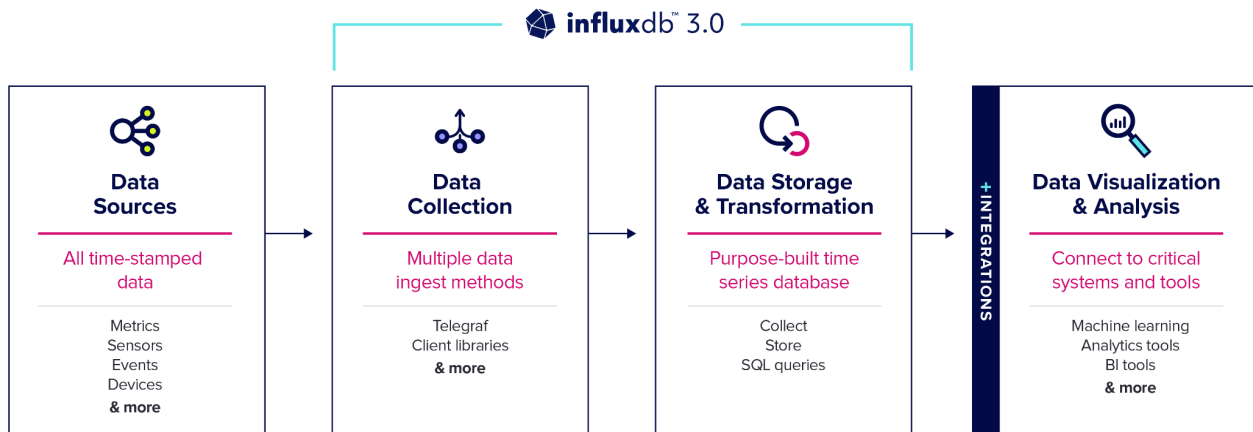 influxdb™ 3.0
Data
Sources
All time-stamped
data
Metrics
Sensors
Events
Devices
& more
Data
Collection
Multiple data
ingest methods
Telegraf
Client libraries
& more
Data Storage
& Transformation
Purpose-built time
series database
Collect
Store
SQL queries
+INTEGRATIONS
Data Visualization
& Analysis
Connect to critical
systems and tools
Machine learning
Analytics tools
BI tools
& more